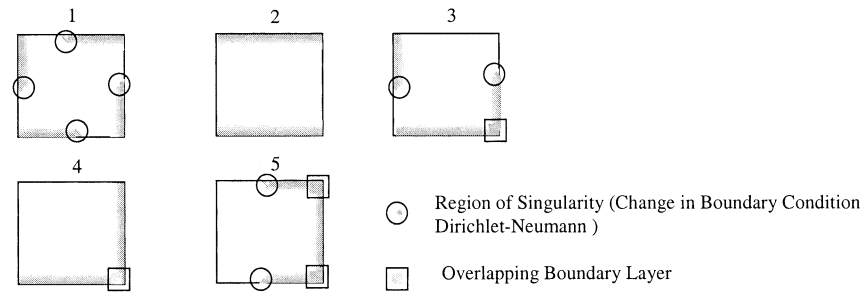 1
2
3
4
5
Region of Singularity (Change in Boundary Condition
Dirichlet-Neumann )
Overlapping Boundary Layer